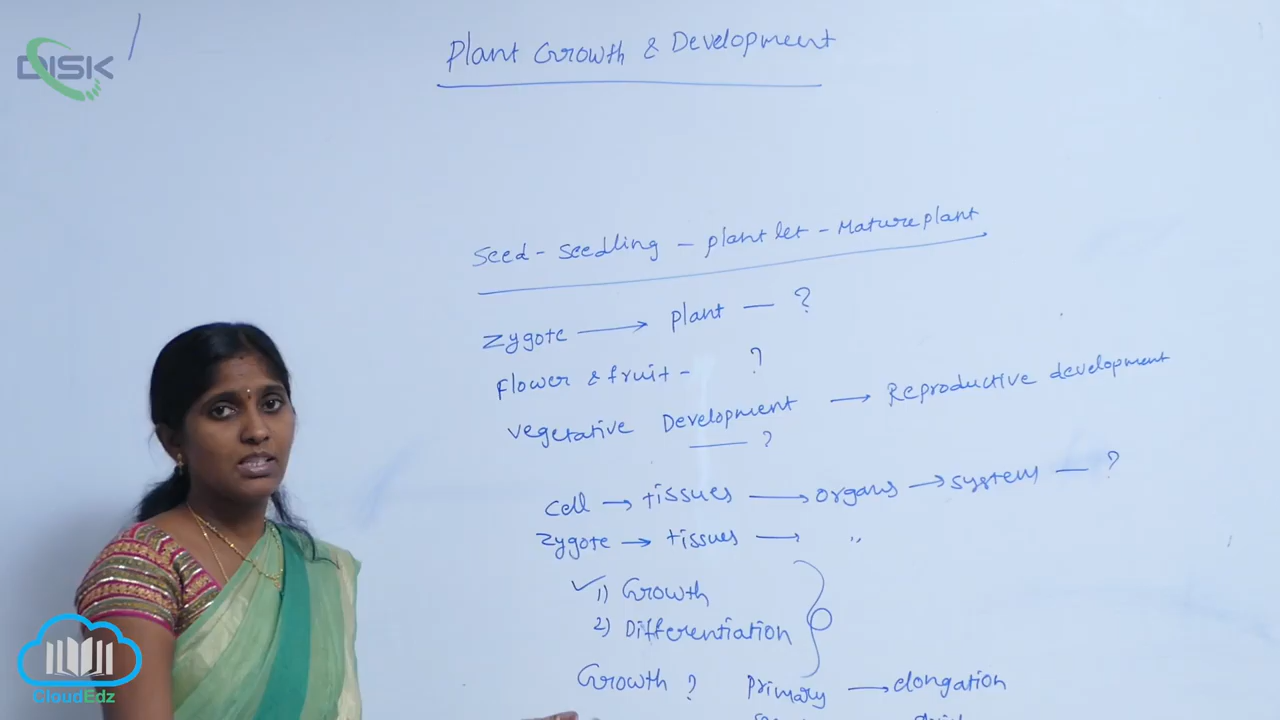 DISK
Plant Growth & Development
Seed - Seedling - plant let - Mature plant
Zygote → plant — ?
Flower & fruit - ?
Vegetative Development → Reproductive development
— ?
Cell → tissues → organs → systems — ?
Zygote → tissues → "
✓ 1) Growth
2) Differentiation
Growth ? primary → elongation
CloudEdz